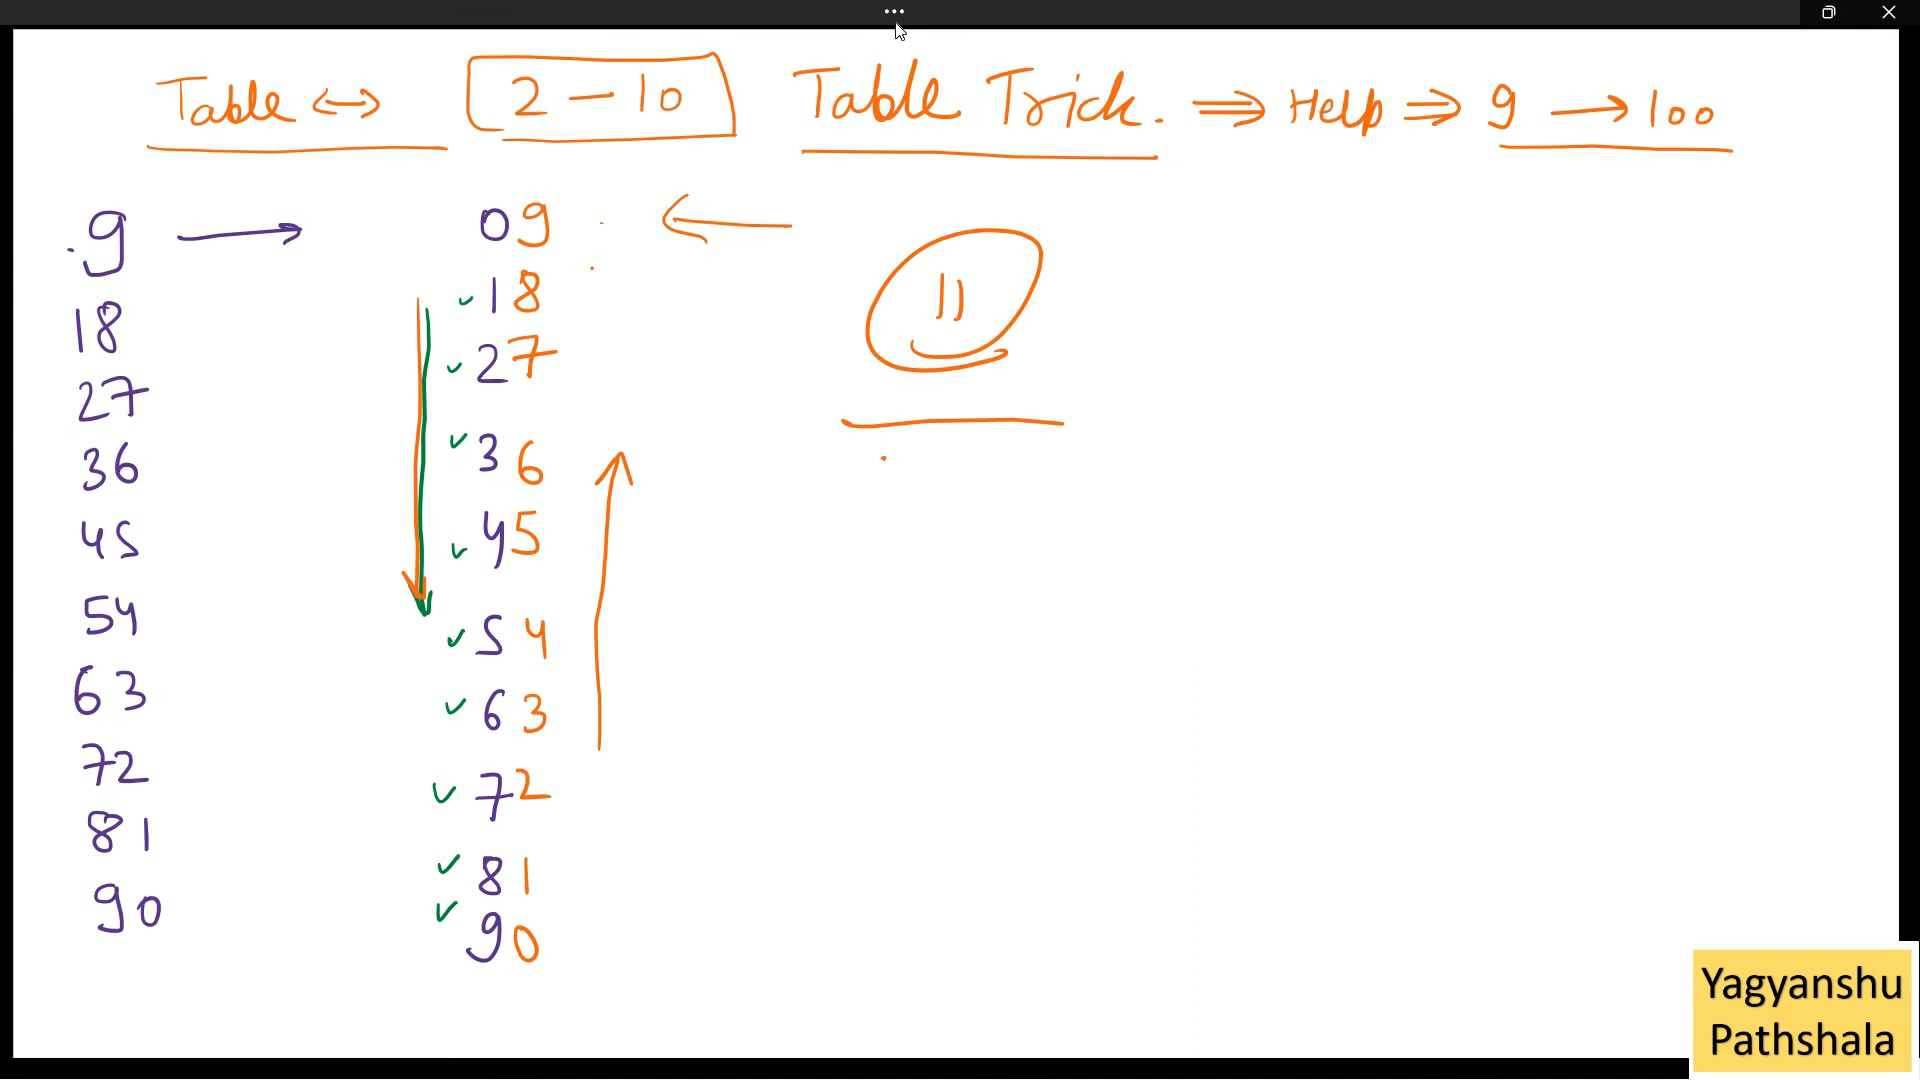 Table ↔ 2 – 10 Table Trick. ⇒ Help ⇒ 9 → 100
9 → 09 ←
18 18
27 27
36 36
45 45
54 54
63 63
72 72
81 81
90 90
11
Yagyanshu
Pathshala